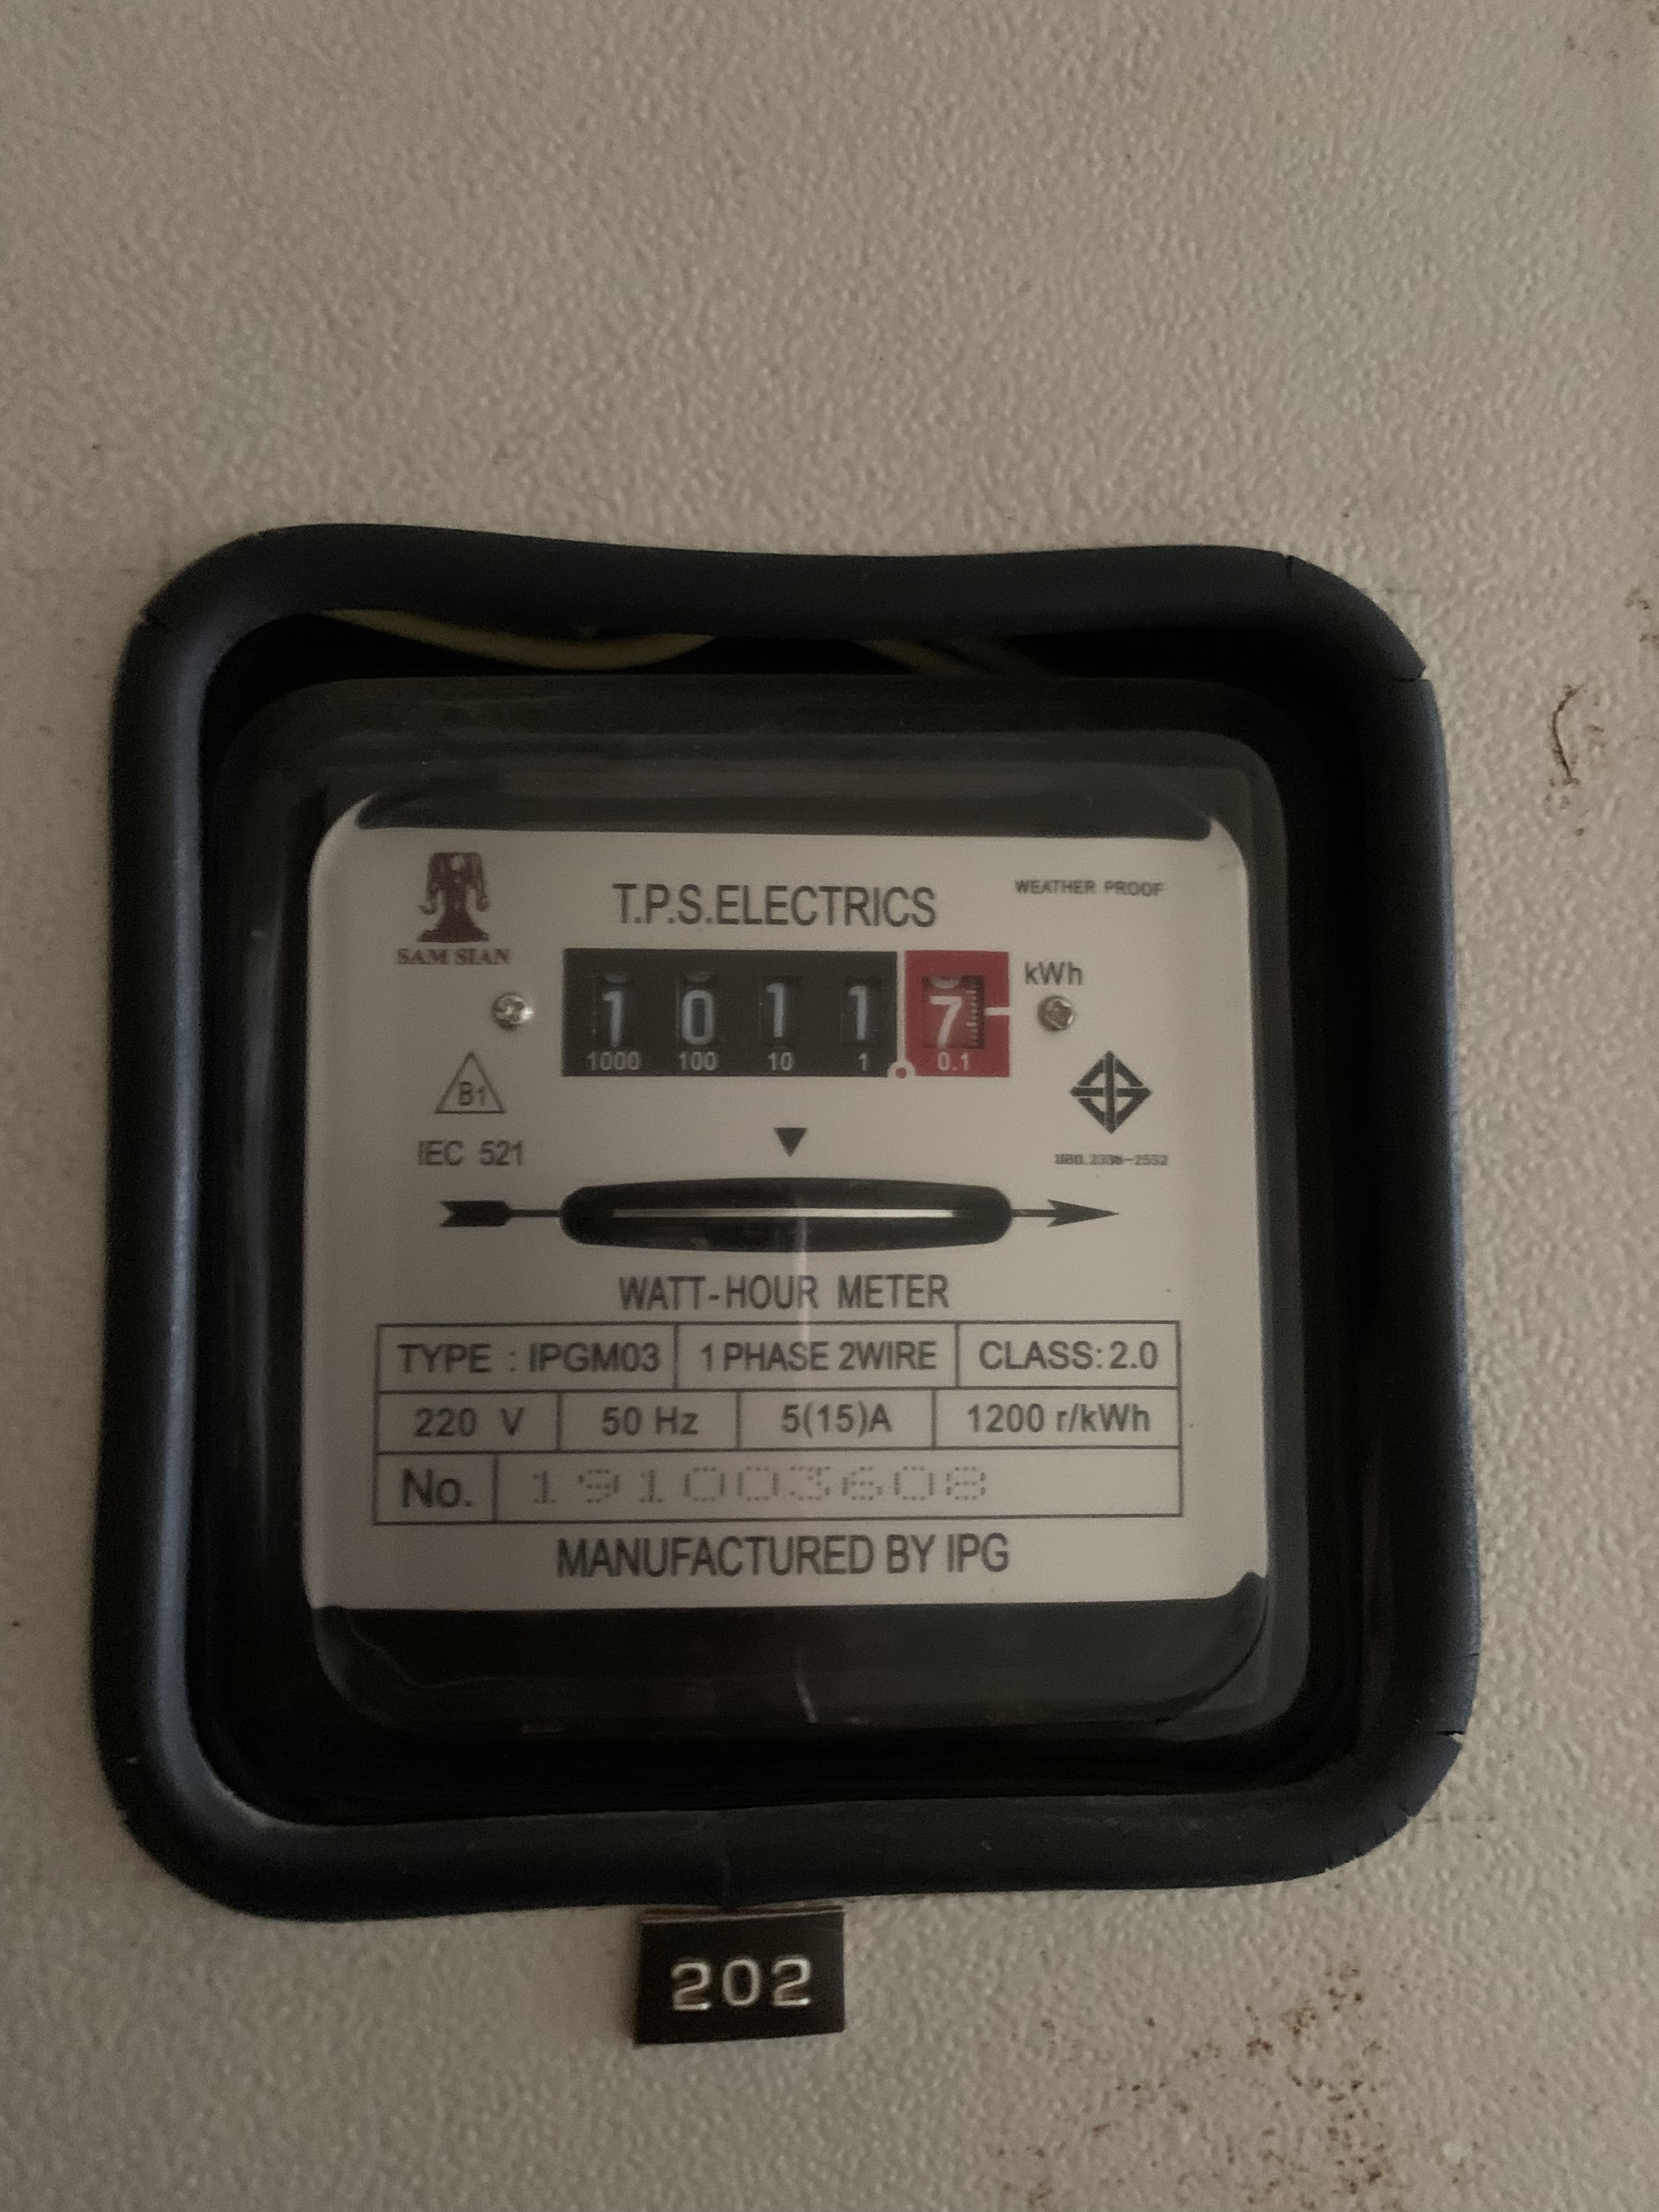 SAM SIAN
T.P.S.ELECTRICS
WEATHER PROOF
1 0 1 1 7 kWh
1000 100 10 1 0.1
B1
IEC 521
WATT-HOUR METER
TYPE : IPGM03 1 PHASE 2WIRE CLASS: 2.0
220 V 50 Hz 5(15)A 1200 r/kWh
No. 191003608
MANUFACTURED BY IPG
202